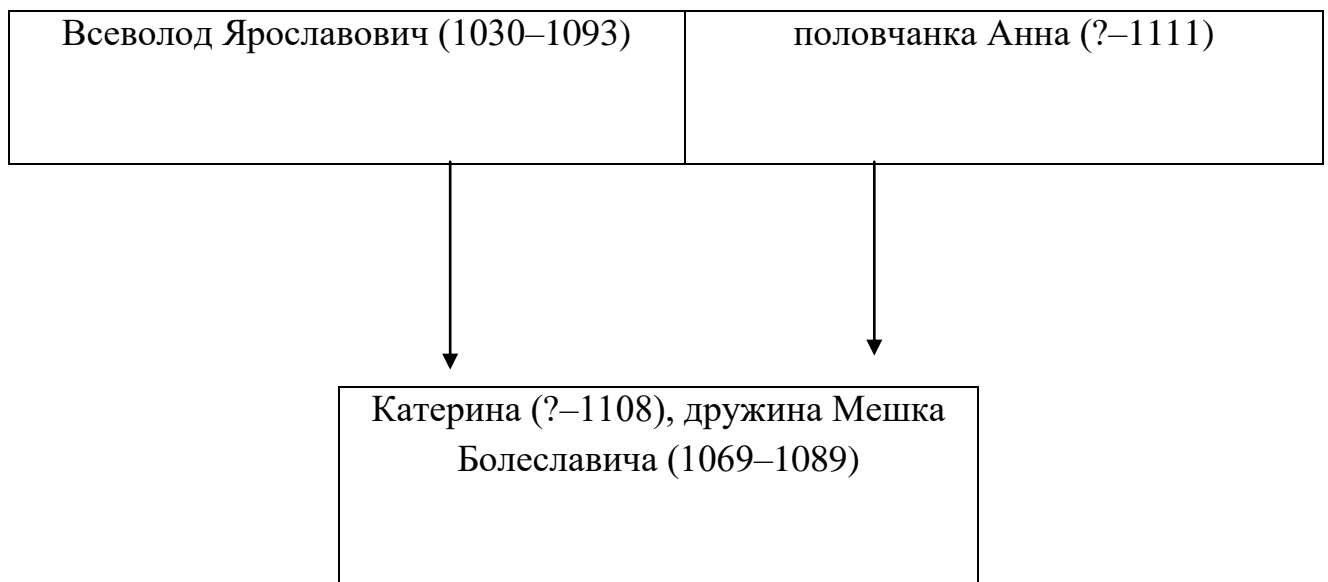 Всеволод Ярославович (1030–1093)
половчанка Анна (?–1111)
Катерина (?–1108), дружина Мешка
Болеславича (1069–1089)